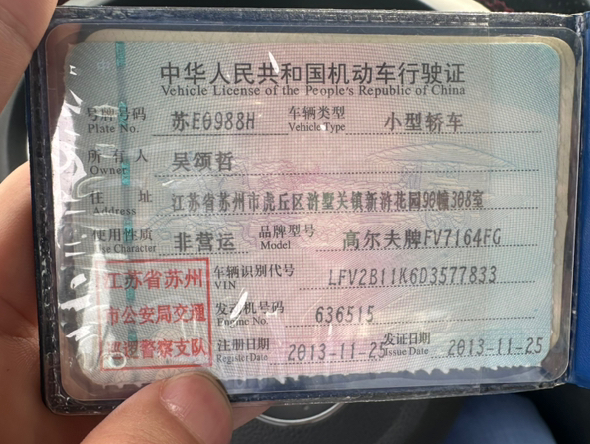 中华人民共和国机动车行驶证
Vehicle License of the People's Republic of China
号牌号码 苏E0988H 车辆类型 小型轿车
Plate No. Vehicle Type
所有人 吴颂哲
Owner
住址 江苏省苏州市虎丘区浒墅关镇新浒花园90幢308室
Address
使用性质 非营运 品牌型号 高尔夫牌FV7164FG
Use Character Model
江苏省苏州 车辆识别代号 LFV2B11K6D3577833
VIN
市公安局交通 发动机号码 636515
Engine No.
巡逻警察支队 注册日期 2013-11-25 发证日期 2013-11-25
Register Date Issue Date